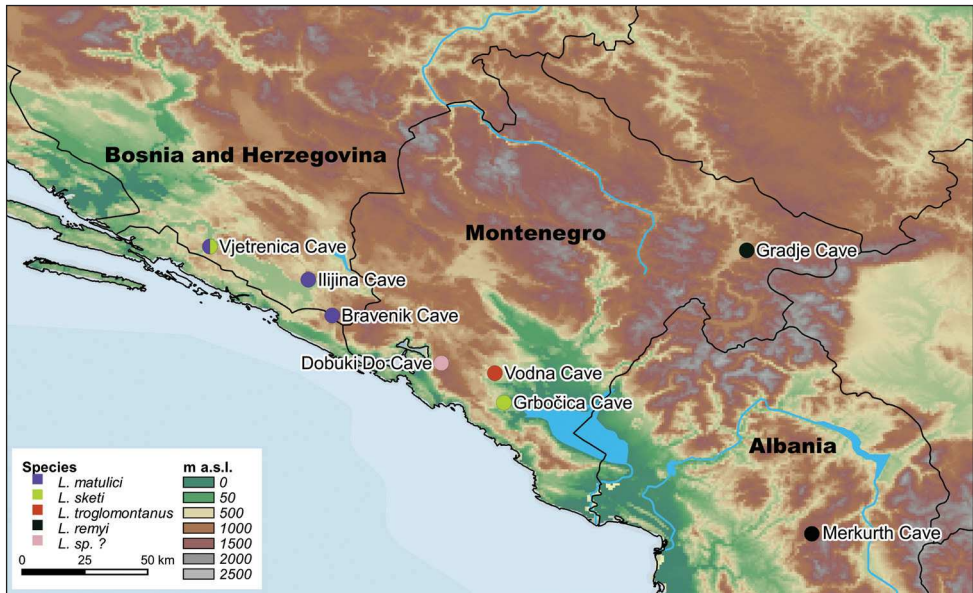 Bosnia and Herzegovina
Montenegro
Vjetrenica Cave
Gradje Cave
Ilijina Cave
Bravenik Cave
Dobuki Do Cave
Vodna Cave
Grbočica Cave
Albania
Merkurth Cave
Species
L. matulici
L. sketi
L. troglomontanus
L. remyi
L. sp. ?
0 25 50 km
m a.s.l.
0
50
500
1000
1500
2000
2500